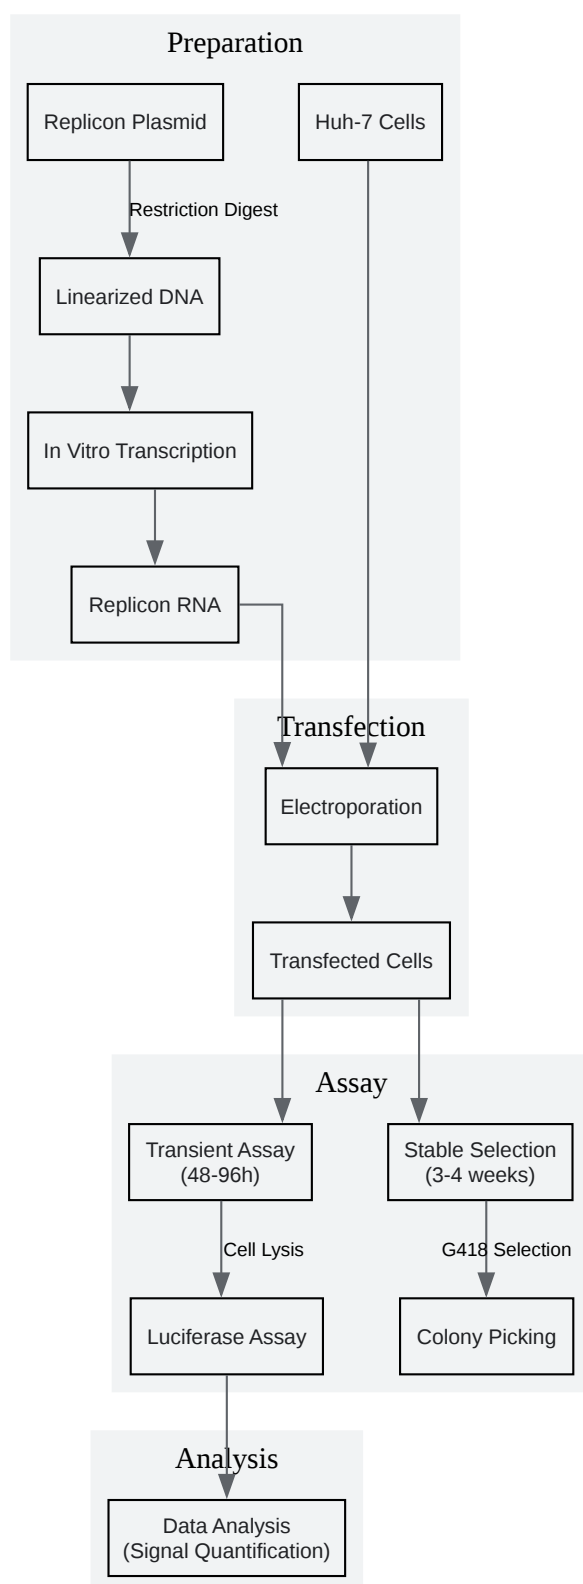 Preparation
Replicon Plasmid
Huh-7 Cells
Restriction Digest
Linearized DNA
In Vitro Transcription
Replicon RNA
Transfection
Electroporation
Transfected Cells
Assay
Transient Assay
(48-96h)
Stable Selection
(3-4 weeks)
Cell Lysis
G418 Selection
Luciferase Assay
Colony Picking
Analysis
Data Analysis
(Signal Quantification)